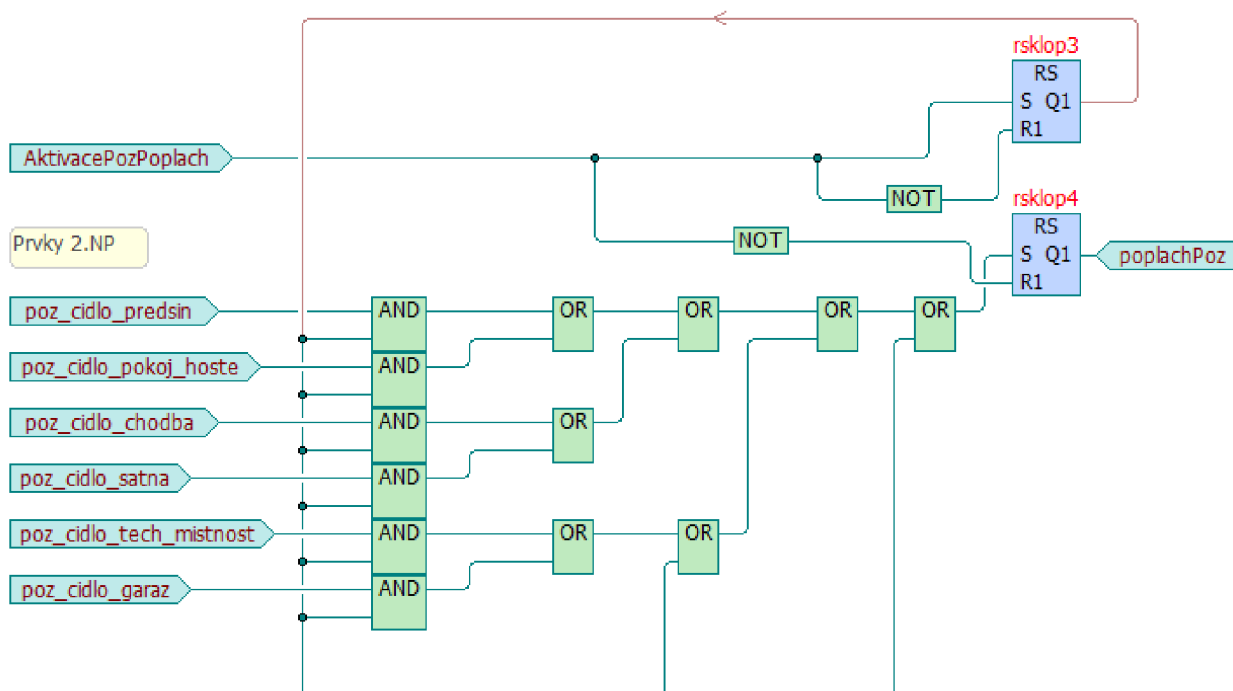 rsklop3
RS
S Q1
R1
AktivacePozPoplach
NOT
rsklop4
RS
S Q1
R1
NOT
poplachPoz
Prvky 2.NP
poz_cidlo_predsin
AND
OR
OR
OR
OR
poz_cidlo_pokoj_hoste
AND
poz_cidlo_chodba
AND
OR
poz_cidlo_satna
AND
poz_cidlo_tech_mistnost
AND
OR
OR
poz_cidlo_garaz
AND